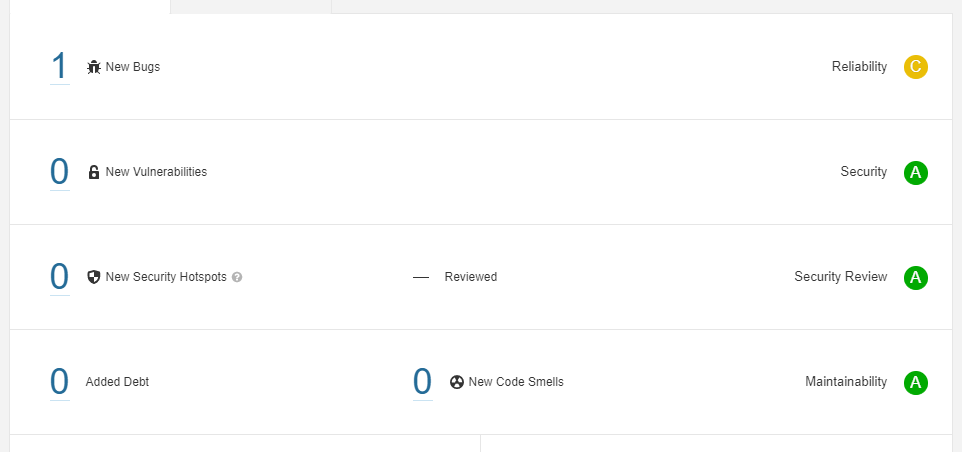 1 New Bugs Reliability C
0 New Vulnerabilities Security A
0 New Security Hotspots ? — Reviewed Security Review A
0 Added Debt 0 New Code Smells Maintainability A